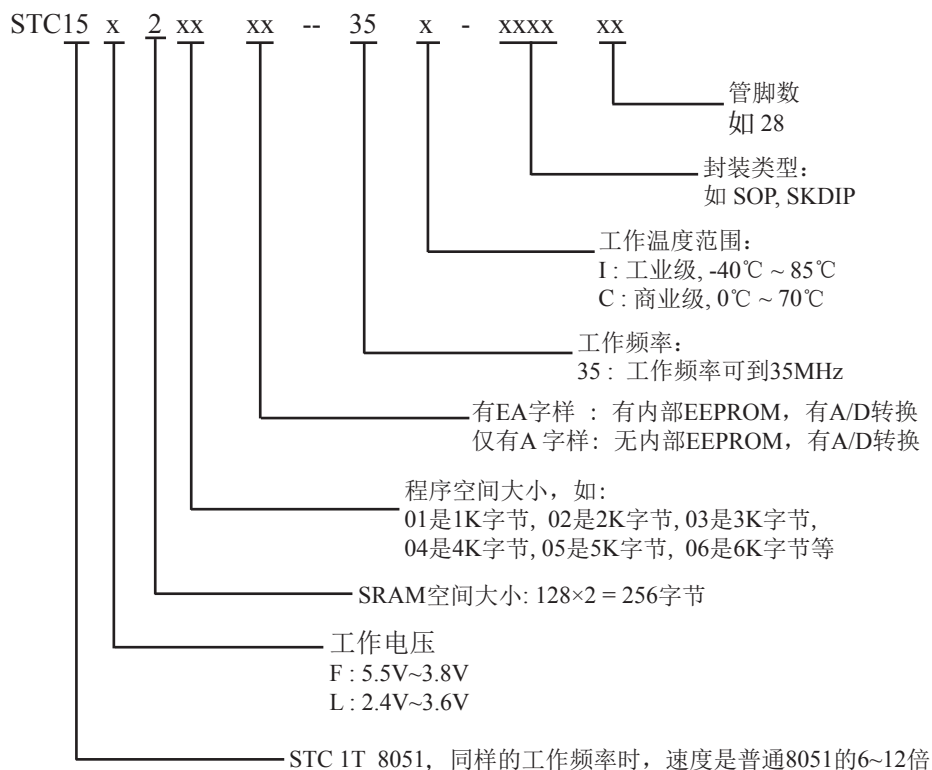 STC15 x 2 xx xx -- 35 x - xxxx xx
管脚数
如 28
封装类型：
如 SOP, SKDIP
工作温度范围：
I : 工业级, -40℃ ~ 85℃
C : 商业级, 0℃ ~ 70℃
工作频率：
35 : 工作频率可到35MHz
有EA字样 : 有内部EEPROM，有A/D转换
仅有A 字样: 无内部EEPROM，有A/D转换
程序空间大小，如:
01是1K字节, 02是2K字节, 03是3K字节,
04是4K字节, 05是5K字节, 06是6K字节等
SRAM空间大小: 128×2 = 256字节
工作电压
F : 5.5V~3.8V
L : 2.4V~3.6V
STC 1T 8051, 同样的工作频率时，速度是普通8051的6~12倍